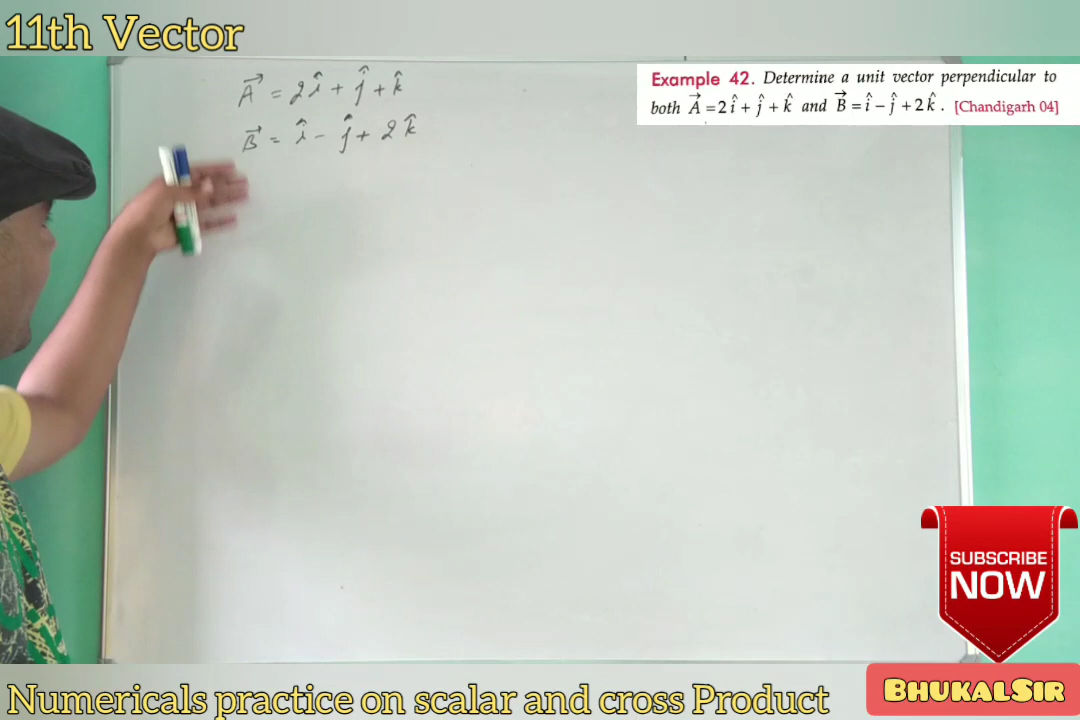 11th Vector
Example 42. Determine a unit vector perpendicular to
both A⃗ = 2î + ĵ + k̂ and B⃗ = î − ĵ + 2k̂. [Chandigarh 04]
A⃗ = 2î + ĵ + k̂
B⃗ = î − ĵ + 2k̂
SUBSCRIBE
NOW
Numericals practice on scalar and cross Product
BHUKALSIR